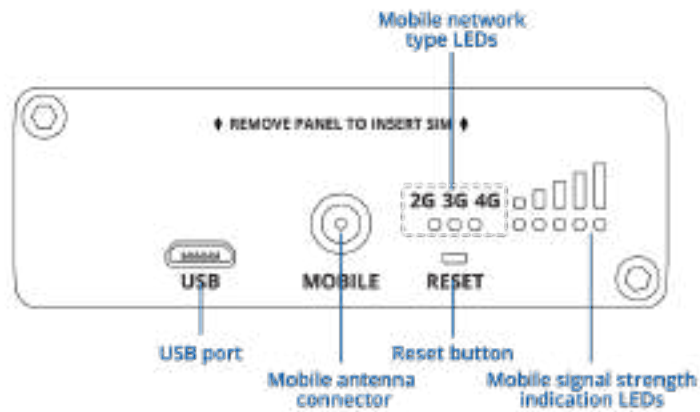 Mobile network
type LEDs
REMOVE PANEL TO INSERT SIM
2G 3G 4G
USB
MOBILE
RESET
USB port
Reset button
Mobile antenna
connector
Mobile signal strength
indication LEDs